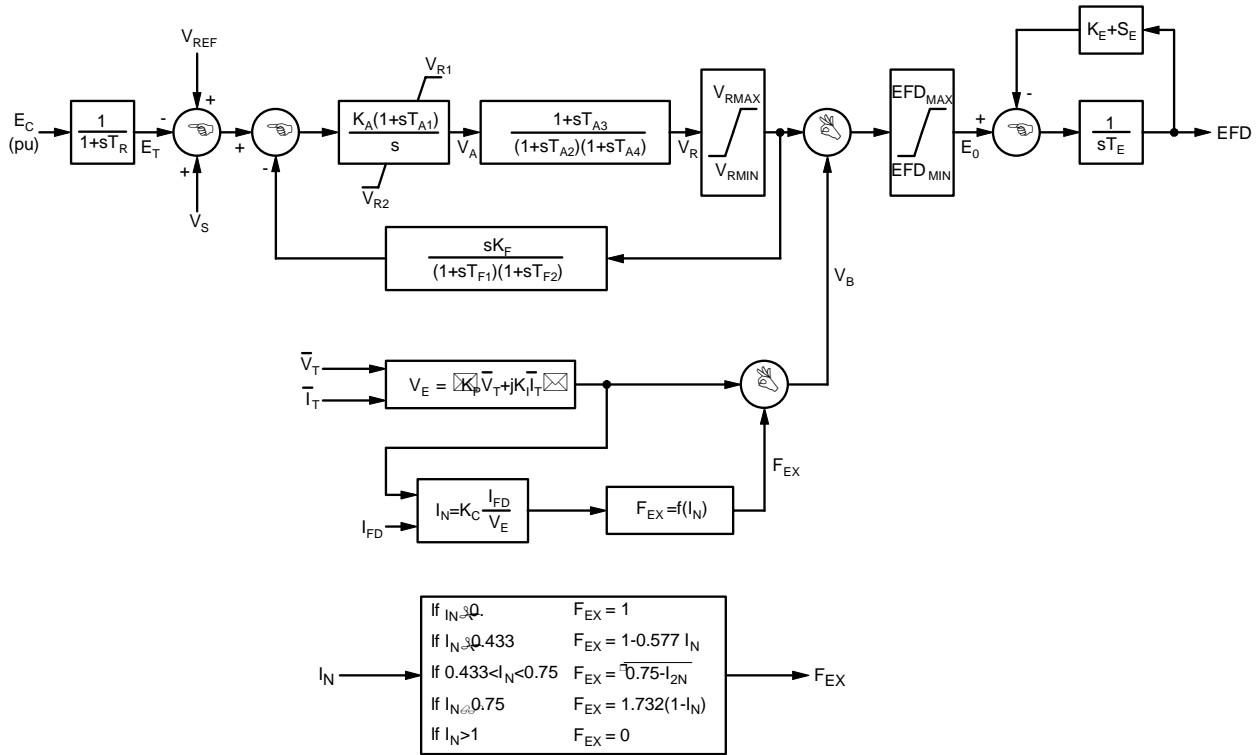 V_REF
E_C
(pu)
1
1+sT_R
-
+
+
E_T
V_S
+
-
V_R1
K_A(1+sT_A1)
s
V_R2
V_A
1+sT_A3
(1+sT_A2)(1+sT_A4)
V_R
V_RMAX
V_RMIN
EFD_MAX
EFD_MIN
+
E_0
-
K_E+S_E
1
sT_E
EFD
sK_F
(1+sT_F1)(1+sT_F2)
V_B
V̅_T
I̅_T
V_E = K_P V̅_T+jK_I I̅_T
F_EX
I_FD
I_N=K_C I_FD
V_E
F_EX=f(I_N)
I_N
If I_N 0. F_EX = 1
If I_N 0.433 F_EX = 1-0.577 I_N
If 0.433<I_N<0.75 F_EX = 0.75-I_2N
If I_N 0.75 F_EX = 1.732(1-I_N)
If I_N>1 F_EX = 0
F_EX